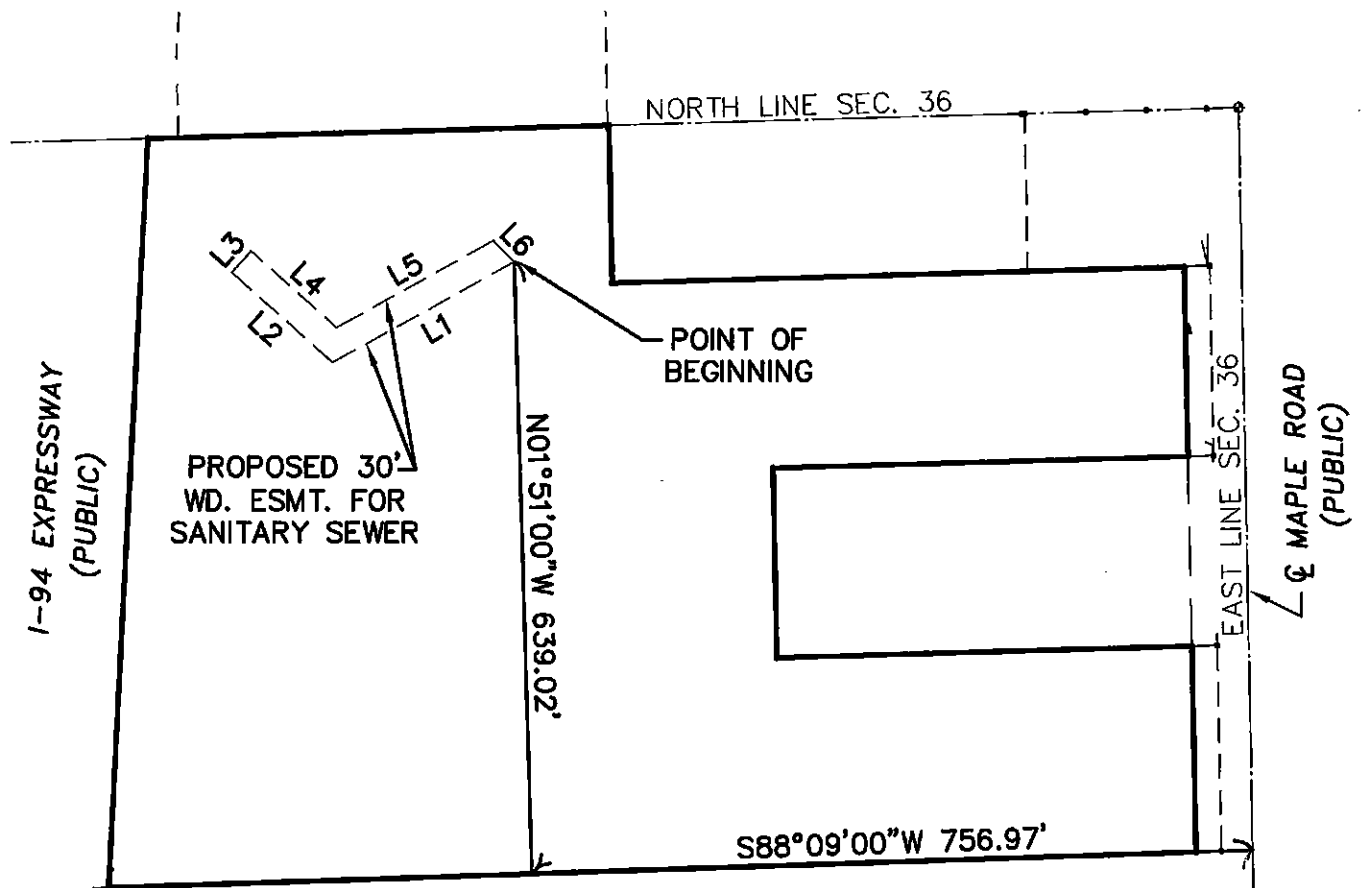 NORTH LINE SEC. 36
L3
L4
L5
L6
L2
L1
POINT OF
BEGINNING
PROPOSED 30'
WD. ESMT. FOR
SANITARY SEWER
N01°51'00"W 639.02'
I-94 EXPRESSWAY
(PUBLIC)
EAST LINE SEC. 36
℄ MAPLE ROAD
(PUBLIC)
S88°09'00"W 756.97'